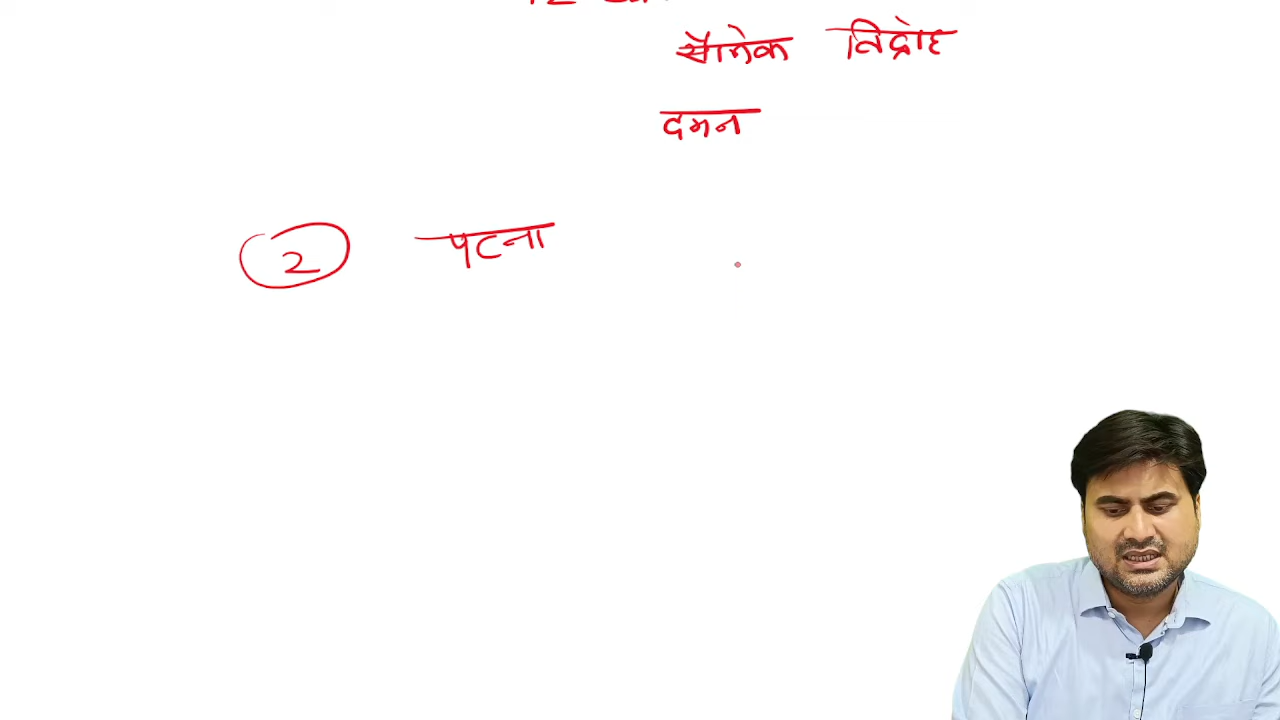 सैनिक विद्रोह
दमन
2 पटना